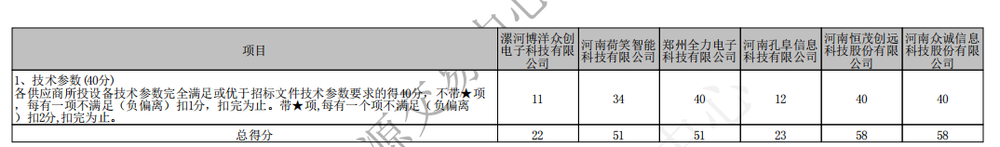 项目
漯河博洋众创
电子科技有限
公司
河南荷笑智能
科技有限公司
郑州全力电子
科技有限公司
河南孔阜信息
科技有限公司
河南恒茂创远
科技股份有限
公司
河南众诚信息
科技股份有限
公司
1、技术参数(40分)
各供应商所投设备技术参数完全满足或优于招标文件技术参数要求的得40分，不带★项
，每有一项不满足（负偏离）扣1分，扣完为止。带★项,每有一个项不满足（负偏离
）扣2分,扣完为止。
11
34
40
12
40
40
总得分
22
51
51
23
58
58
源交易中心
中心